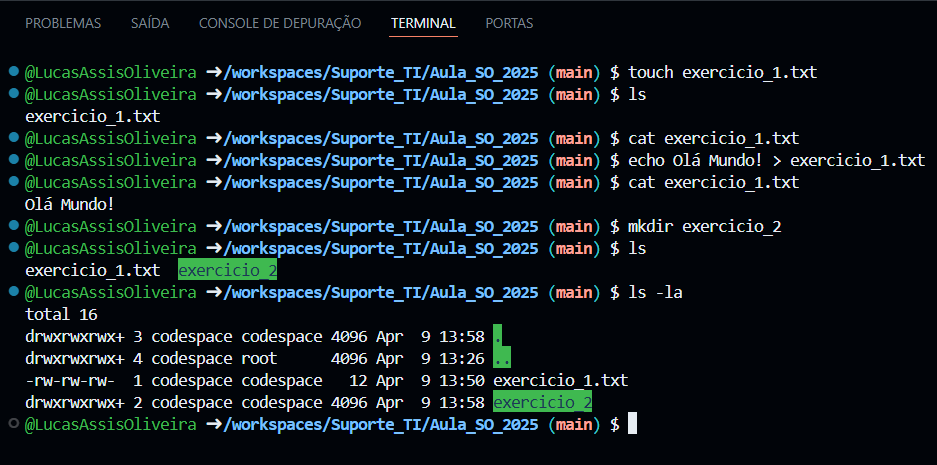 PROBLEMAS SAÍDA CONSOLE DE DEPURAÇÃO TERMINAL PORTAS
@LucasAssisOliveira ➜/workspaces/Suporte_TI/Aula_SO_2025 (main) $ touch exercicio_1.txt
@LucasAssisOliveira ➜/workspaces/Suporte_TI/Aula_SO_2025 (main) $ ls
exercicio_1.txt
@LucasAssisOliveira ➜/workspaces/Suporte_TI/Aula_SO_2025 (main) $ cat exercicio_1.txt
@LucasAssisOliveira ➜/workspaces/Suporte_TI/Aula_SO_2025 (main) $ echo Olá Mundo! > exercicio_1.txt
@LucasAssisOliveira ➜/workspaces/Suporte_TI/Aula_SO_2025 (main) $ cat exercicio_1.txt
Olá Mundo!
@LucasAssisOliveira ➜/workspaces/Suporte_TI/Aula_SO_2025 (main) $ mkdir exercicio_2
@LucasAssisOliveira ➜/workspaces/Suporte_TI/Aula_SO_2025 (main) $ ls
exercicio_1.txt  exercicio_2
@LucasAssisOliveira ➜/workspaces/Suporte_TI/Aula_SO_2025 (main) $ ls -la
total 16
drwxrwxrwx+ 3 codespace codespace 4096 Apr  9 13:58 .
drwxrwxrwx+ 4 codespace root      4096 Apr  9 13:26 ..
-rw-rw-rw-  1 codespace codespace   12 Apr  9 13:50 exercicio_1.txt
drwxrwxrwx+ 2 codespace codespace 4096 Apr  9 13:58 exercicio_2
@LucasAssisOliveira ➜/workspaces/Suporte_TI/Aula_SO_2025 (main) $